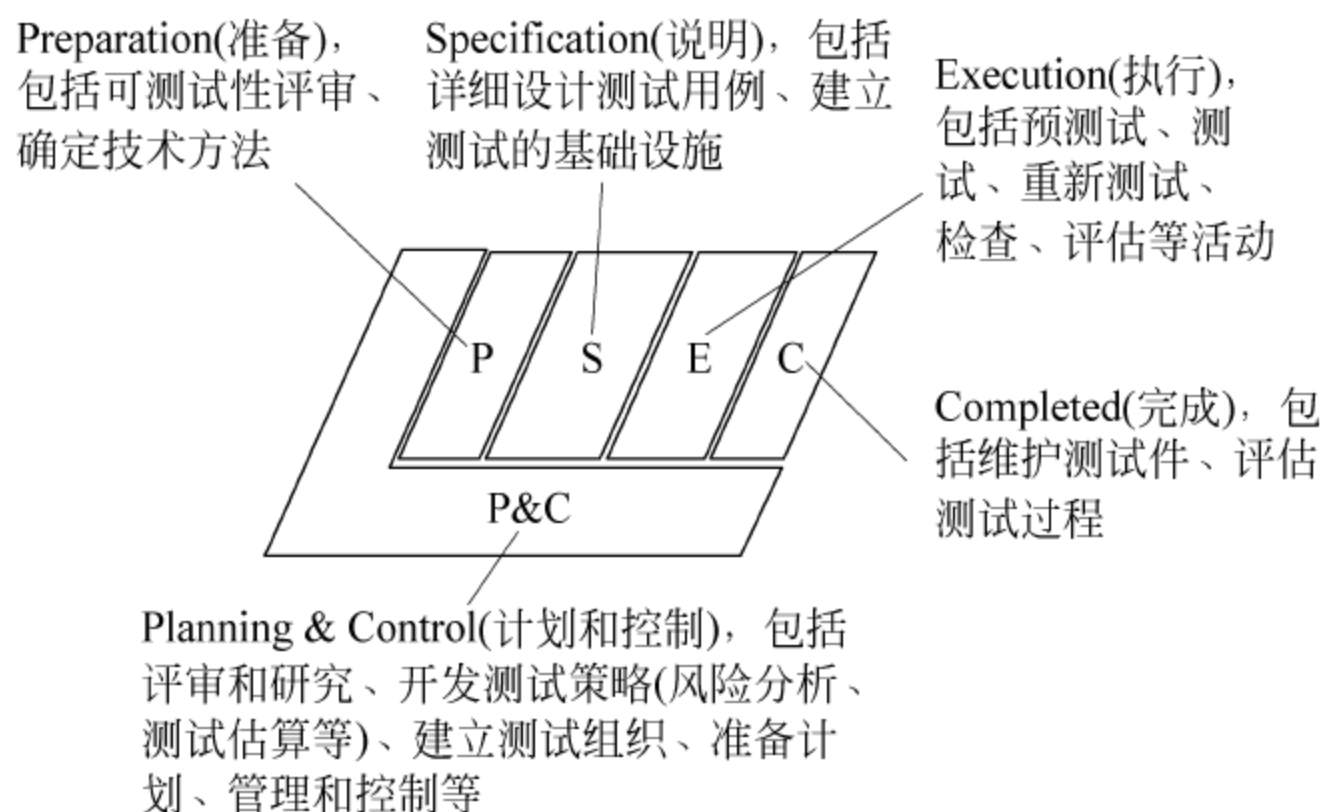 Preparation(准备)，
包括可测试性评审、
确定技术方法
Specification(说明)，包括
详细设计测试用例、建立
测试的基础设施
Execution(执行)，
包括预测试、测
试、重新测试、
检查、评估等活动
P
S
E
C
Completed(完成)，包
括维护测试件、评估
测试过程
P&C
Planning & Control(计划和控制)，包括
评审和研究、开发测试策略(风险分析、
测试估算等)、建立测试组织、准备计
划、管理和控制等